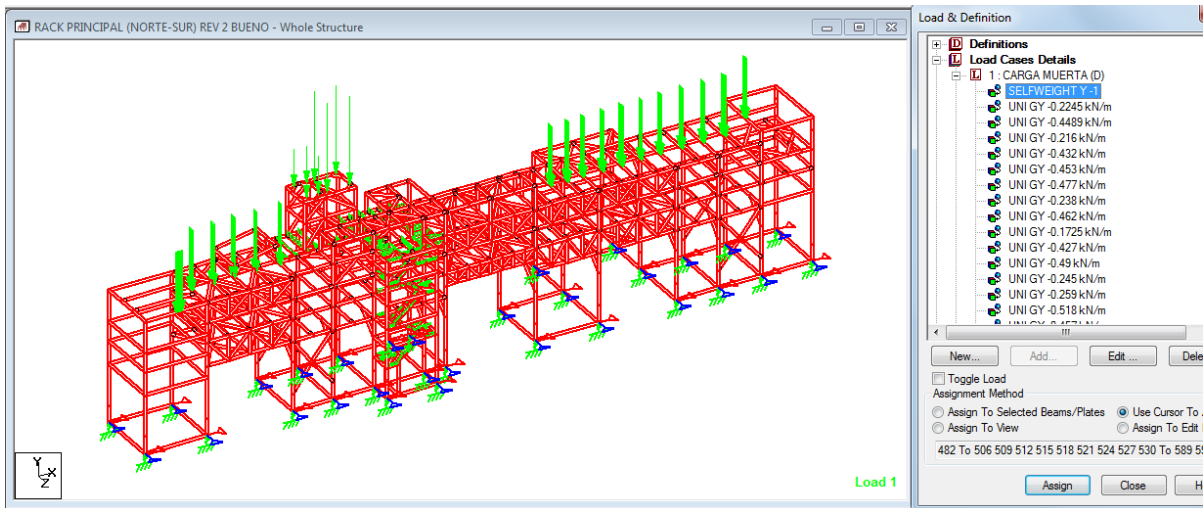 RACK PRINCIPAL (NORTE-SUR) REV 2 BUENO - Whole Structure
Y
X
Z
Load 1
Load & Definition
D Definitions
L Load Cases Details
L 1 : CARGA MUERTA (D)
SELFWEIGHT Y -1
UNI GY -0.2245 kN/m
UNI GY -0.4489 kN/m
UNI GY -0.216 kN/m
UNI GY -0.432 kN/m
UNI GY -0.453 kN/m
UNI GY -0.477 kN/m
UNI GY -0.238 kN/m
UNI GY -0.462 kN/m
UNI GY -0.1725 kN/m
UNI GY -0.427 kN/m
UNI GY -0.49 kN/m
UNI GY -0.245 kN/m
UNI GY -0.259 kN/m
UNI GY -0.518 kN/m
New... Add... Edit ... Dele
Toggle Load
Assignment Method
Assign To Selected Beams/Plates Use Cursor To
Assign To View Assign To Edit
482 To 506 509 512 515 518 521 524 527 530 To 589
Assign Close H